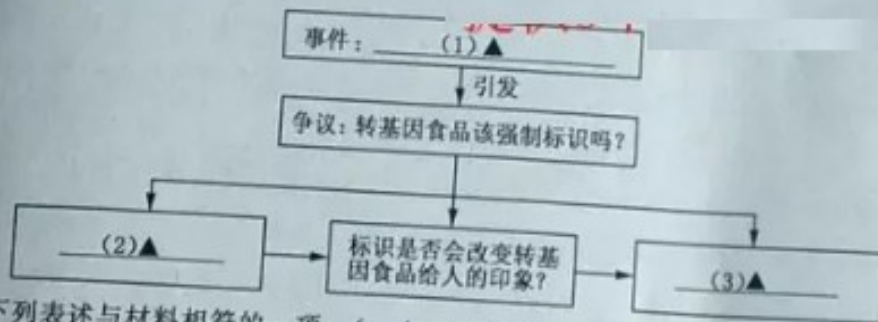 事件：（1）▲
引发
争议：转基因食品该强制标识吗？
（2）▲
标识是否会改变转基
因食品给人的印象？
（3）▲
下列表述与材料相符的一项